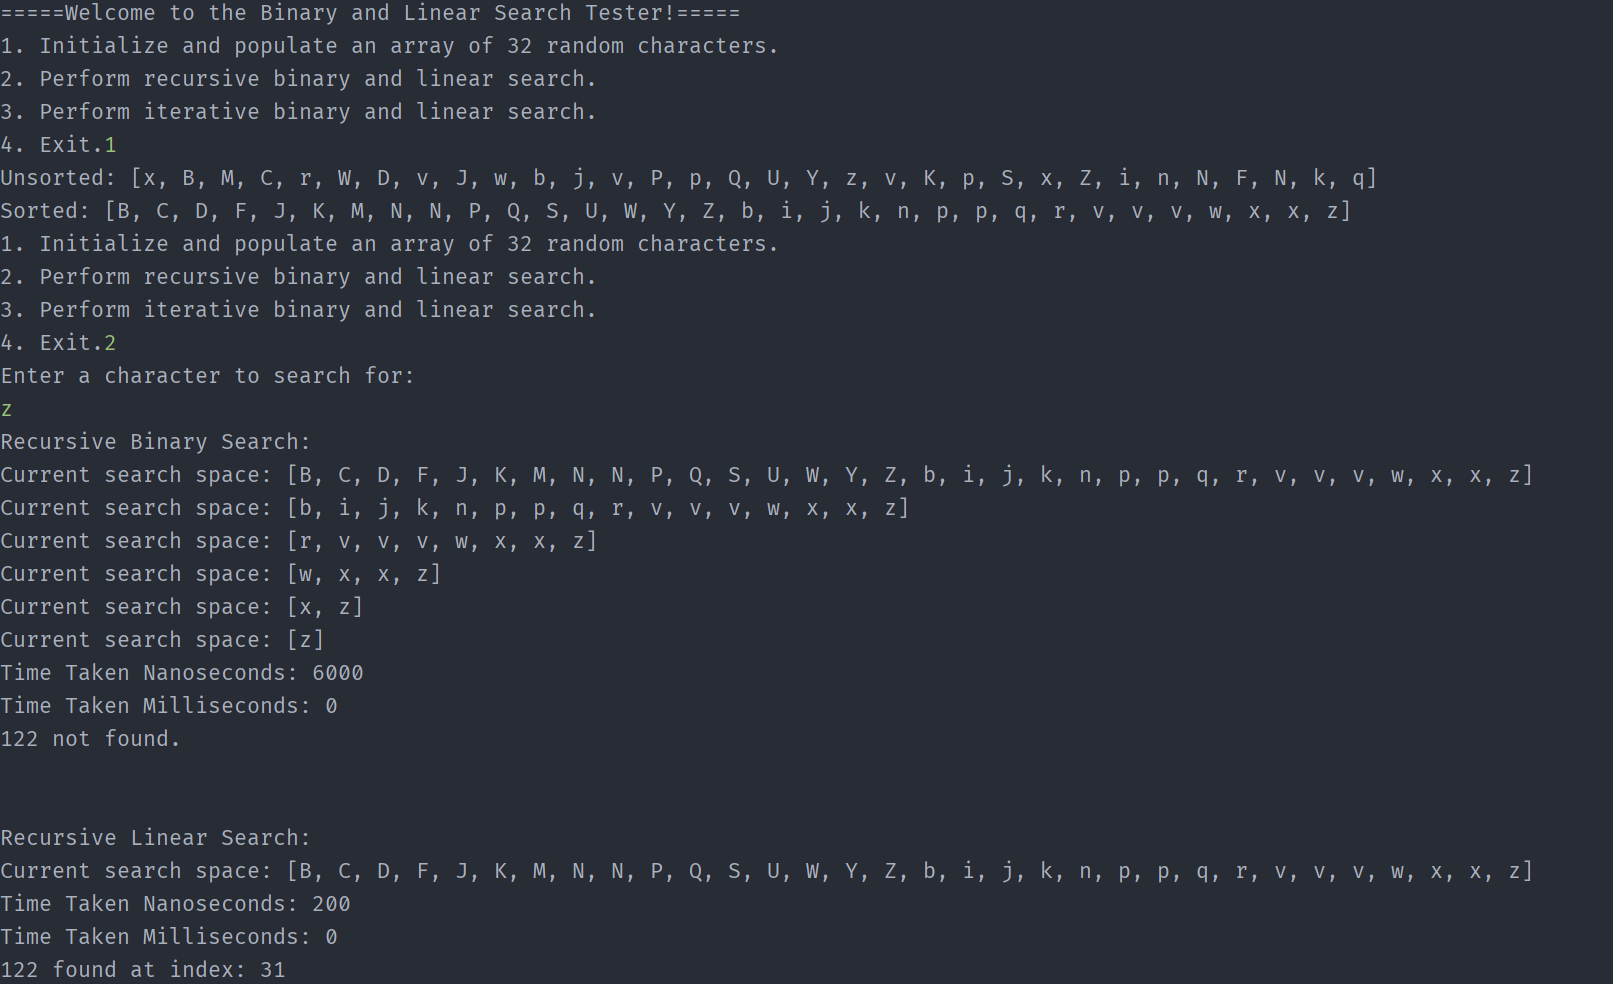 =====Welcome to the Binary and Linear Search Tester!=====
1. Initialize and populate an array of 32 random characters.
2. Perform recursive binary and linear search.
3. Perform iterative binary and linear search.
4. Exit.1
Unsorted: [x, B, M, C, r, W, D, v, J, w, b, j, v, P, p, Q, U, Y, z, v, K, p, S, x, Z, i, n, N, F, N, k, q]
Sorted: [B, C, D, F, J, K, M, N, N, P, Q, S, U, W, Y, Z, b, i, j, k, n, p, p, q, r, v, v, v, w, x, x, z]
1. Initialize and populate an array of 32 random characters.
2. Perform recursive binary and linear search.
3. Perform iterative binary and linear search.
4. Exit.2
Enter a character to search for:
z
Recursive Binary Search:
Current search space: [B, C, D, F, J, K, M, N, N, P, Q, S, U, W, Y, Z, b, i, j, k, n, p, p, q, r, v, v, v, w, x, x, z]
Current search space: [b, i, j, k, n, p, p, q, r, v, v, v, w, x, x, z]
Current search space: [r, v, v, v, w, x, x, z]
Current search space: [w, x, x, z]
Current search space: [x, z]
Current search space: [z]
Time Taken Nanoseconds: 6000
Time Taken Milliseconds: 0
122 not found.
Recursive Linear Search:
Current search space: [B, C, D, F, J, K, M, N, N, P, Q, S, U, W, Y, Z, b, i, j, k, n, p, p, q, r, v, v, v, w, x, x, z]
Time Taken Nanoseconds: 200
Time Taken Milliseconds: 0
122 found at index: 31